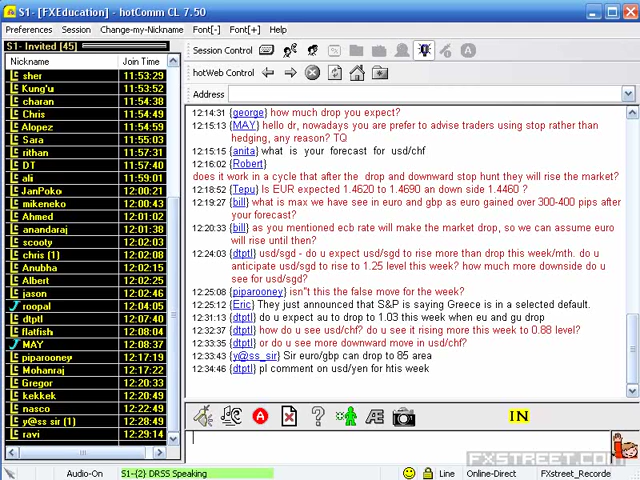 S1- [FXEducation] - hotComm CL 7.50
Preferences Session Change-my-Nickname Font[-] Font[+] Help
S1- Invited [45]
Nickname Join Time
sher 11:53:29
Kung'u 11:53:52
charan 11:54:38
Chris 11:54:49
Alopez 11:54:59
Sara 11:55:03
rithan 11:57:31
DT 11:57:40
ali 11:59:01
JanPoko 12:00:21
mikeneko 12:00:43
Ahmed 12:01:02
anandaraj 12:01:38
scooty 12:02:03
chris (1) 12:02:03
Anubha 12:02:15
Albert 12:02:25
jason 12:02:46
roopal 12:04:05
dtptl 12:07:40
flatfish 12:08:04
MAY 12:08:37
piparooney 12:17:19
Mohanraj 12:22:22
Gregor 12:20:33
kekkek 12:20:49
nasco 12:22:49
y@ss sir (1) 12:28:49
ravi 12:29:14
Session Control
hotWeb Control
Address
12:14:31 {george} how much drop you expect?
12:15:13 {MAY} hello dr, nowadays you are prefer to advise traders using stop rather than
hedging, any reason? TQ
12:15:15 {anita} what is your forecast for usd/chf
12:16:02 {Robert}
does it work in a cycle that after the drop and downward stop hunt they will rise the market?
12:18:52 {Tepu} Is EUR expected 1.4620 to 1.4690 an down side 1.4460 ?
12:19:27 {bill} what is max we have see in euro and gbp as euro gained over 300-400 pips after
your forecast?
12:20:33 {bill} as you mentioned ecb rate will make the market drop, so we can assume euro
will rise until then?
12:24:03 {dtptl} usd/sgd - do u expect usd/sgd to rise more than drop this week/mth. do u
anticipate usd/sgd to rise to 1.25 level this week? how much more downside do u
see for usd/sgd?
12:25:08 {piparooney} isn"t this the false move for the week?
12:25:12 {Eric} They just announced that S&P is saying Greece is in a selected default.
12:31:13 {dtptl} do u expect au to drop to 1.03 this week when eu and gu drop
12:32:37 {dtptl} how do u see usd/chf? do u see it rising more this week to 0.88 level?
12:33:35 {dtptl} or do u see more downward move in usd/chf?
12:33:43 {y@ss_sir} Sir euro/gbp can drop to 85 area
12:34:46 {dtptl} pl comment on usd/yen for htis week
IN
FXSTREET.COM
Audio-On S1-{2} DRSS Speaking Line Online-Direct FXstreet_Recorde